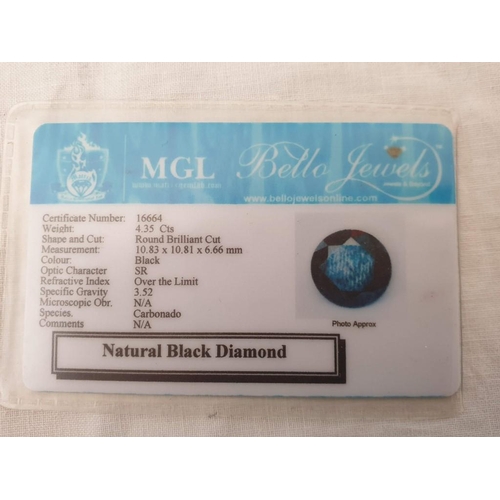 MGL
Bello Jewels
www.bellojewelsonline.com
Certificate Number: 16664
Weight: 4.35 Cts
Shape and Cut: Round Brilliant Cut
Measurement: 10.83 x 10.81 x 6.66 mm
Colour: Black
Optic Character SR
Refractive Index Over the Limit
Specific Gravity 3.52
Microscopic Obr. N/A
Species. Carbonado
Comments N/A
Photo Approx
Natural Black Diamond